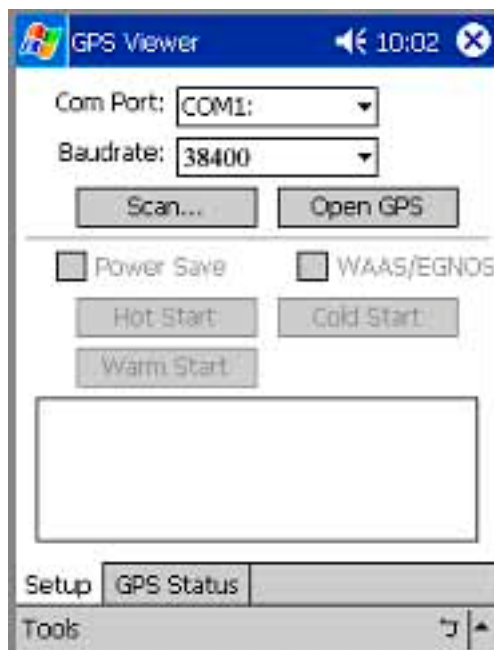 GPS Viewer 10:02
Com Port: COM1:
Baudrate: 38400
Scan... Open GPS
Power Save WAAS/EGNOS
Hot Start Cold Start
Warm Start
Setup GPS Status
Tools